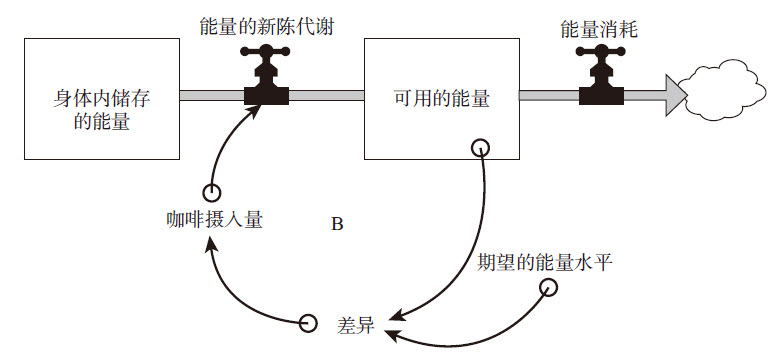 能量的新陈代谢
能量消耗
身体内储存
的能量
可用的能量
咖啡摄入量
B
期望的能量水平
差异